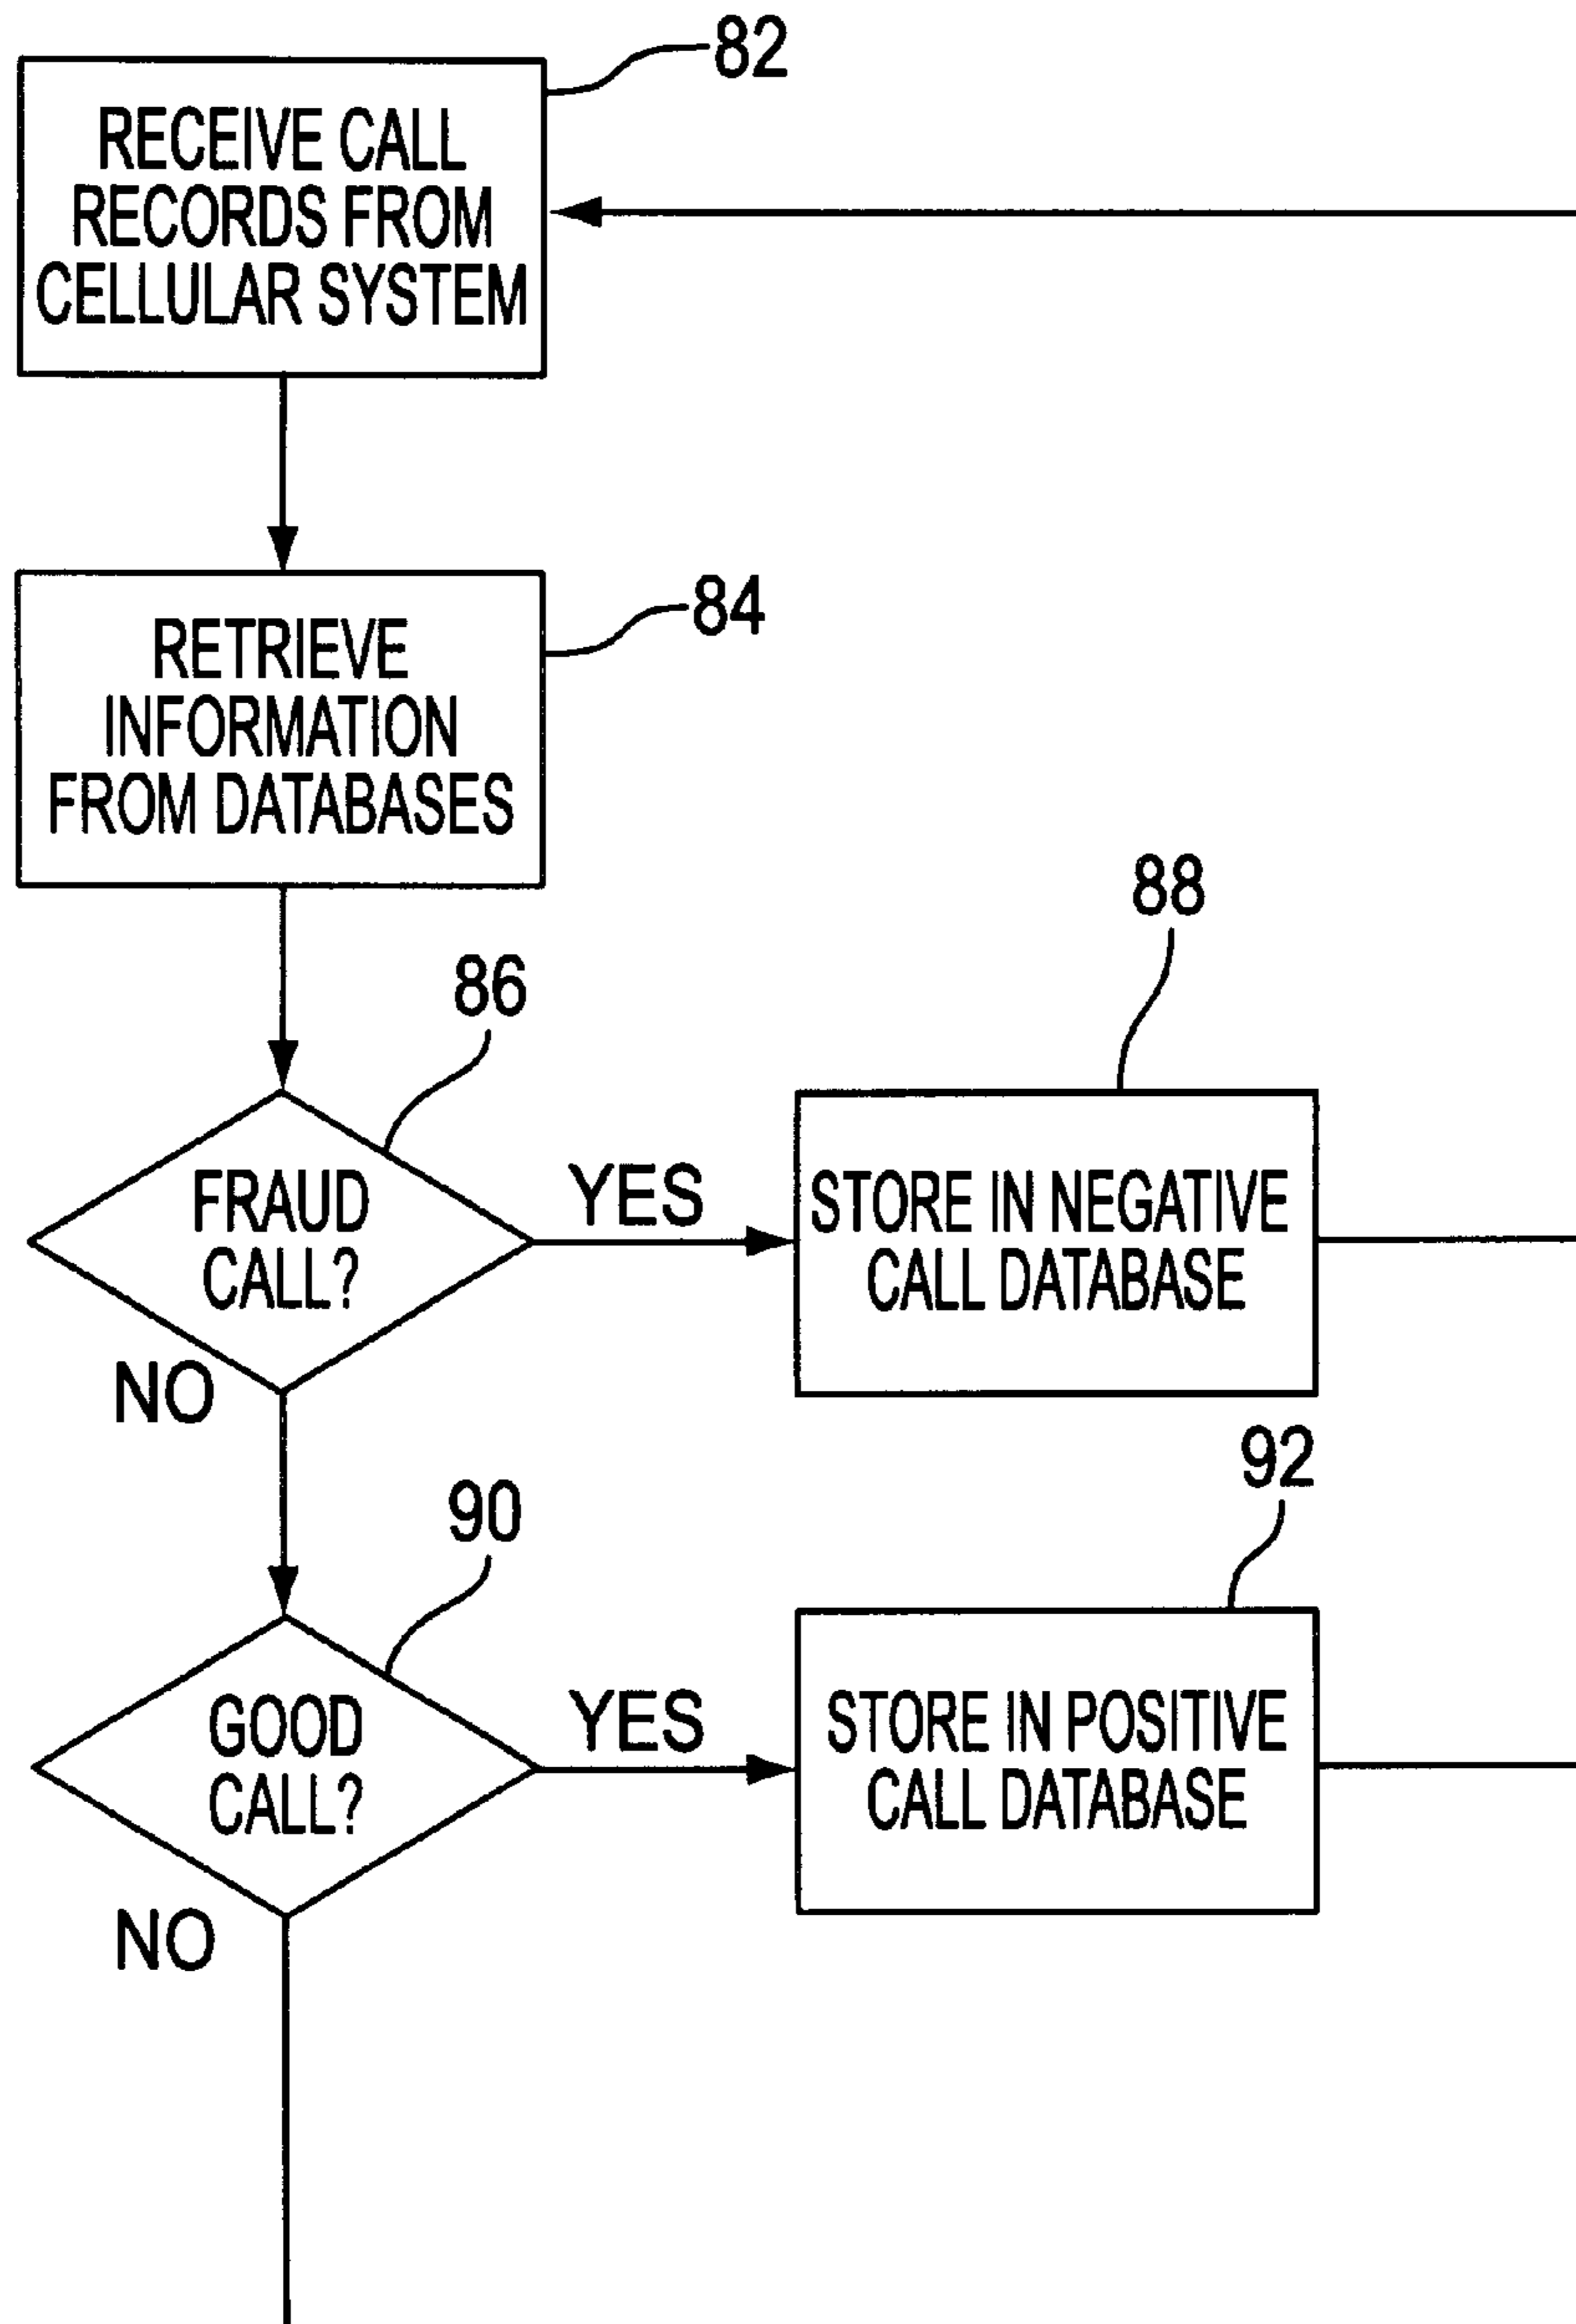 82
RECEIVE CALL
RECORDS FROM
CELLULAR SYSTEM
84
RETRIEVE
INFORMATION
FROM DATABASES
86
FRAUD
CALL?
YES
NO
88
STORE IN NEGATIVE
CALL DATABASE
90
GOOD
CALL?
YES
NO
92
STORE IN POSITIVE
CALL DATABASE